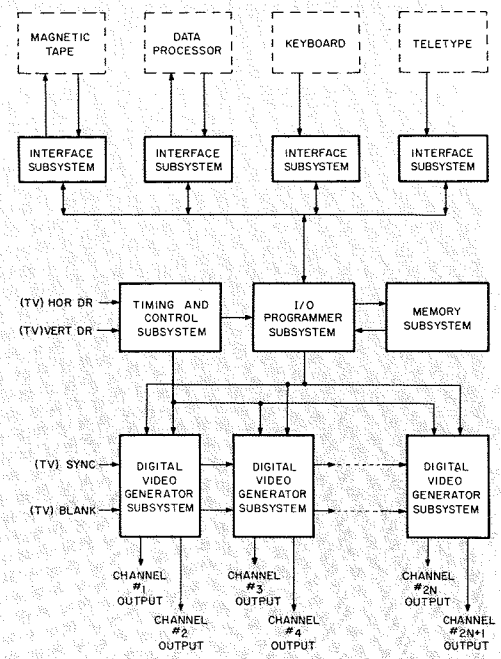 MAGNETIC
TAPE
DATA
PROCESSOR
KEYBOARD
TELETYPE
INTERFACE
SUBSYSTEM
INTERFACE
SUBSYSTEM
INTERFACE
SUBSYSTEM
INTERFACE
SUBSYSTEM
(TV) HOR DR
(TV) VERT DR
TIMING AND
CONTROL
SUBSYSTEM
I/O
PROGRAMMER
SUBSYSTEM
MEMORY
SUBSYSTEM
(TV) SYNC
(TV) BLANK
DIGITAL
VIDEO
GENERATOR
SUBSYSTEM
DIGITAL
VIDEO
GENERATOR
SUBSYSTEM
DIGITAL
VIDEO
GENERATOR
SUBSYSTEM
CHANNEL
#1
OUTPUT
CHANNEL
#2
OUTPUT
CHANNEL
#3
OUTPUT
CHANNEL
#4
OUTPUT
CHANNEL
#2N
OUTPUT
CHANNEL
#2N+1
OUTPUT